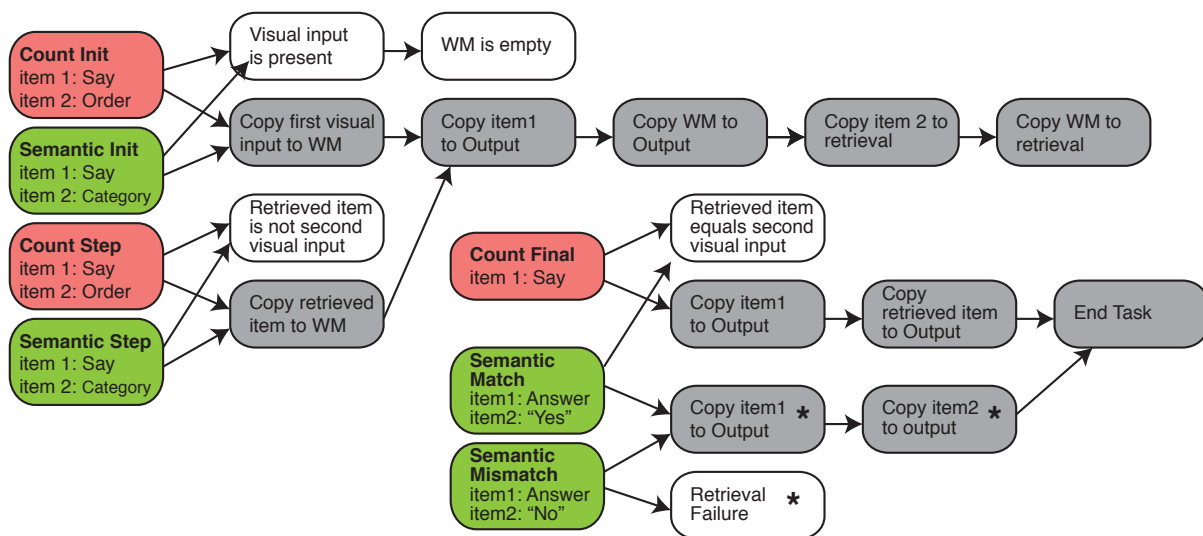 Count Init
item 1: Say
item 2: Order
Visual input
is present
WM is empty
Copy first visual
input to WM
Copy item1
to Output
Copy WM to
Output
Copy item 2 to
retrieval
Copy WM to
retrieval
Semantic Init
item 1: Say
item 2: Category
Retrieved item
is not second
visual input
Count Step
item 1: Say
item 2: Order
Copy retrieved
item to WM
Semantic Step
item 1: Say
item 2: Category
Retrieved item
equals second
visual input
Count Final
item 1: Say
Copy item1
to Output
Copy
retrieved item
to Output
End Task
Semantic
Match
item1: Answer
item2: “Yes”
Copy item1 *
to Output
Copy item2 *
to output
Semantic
Mismatch
item1: Answer
item2: “No”
Retrieval *
Failure